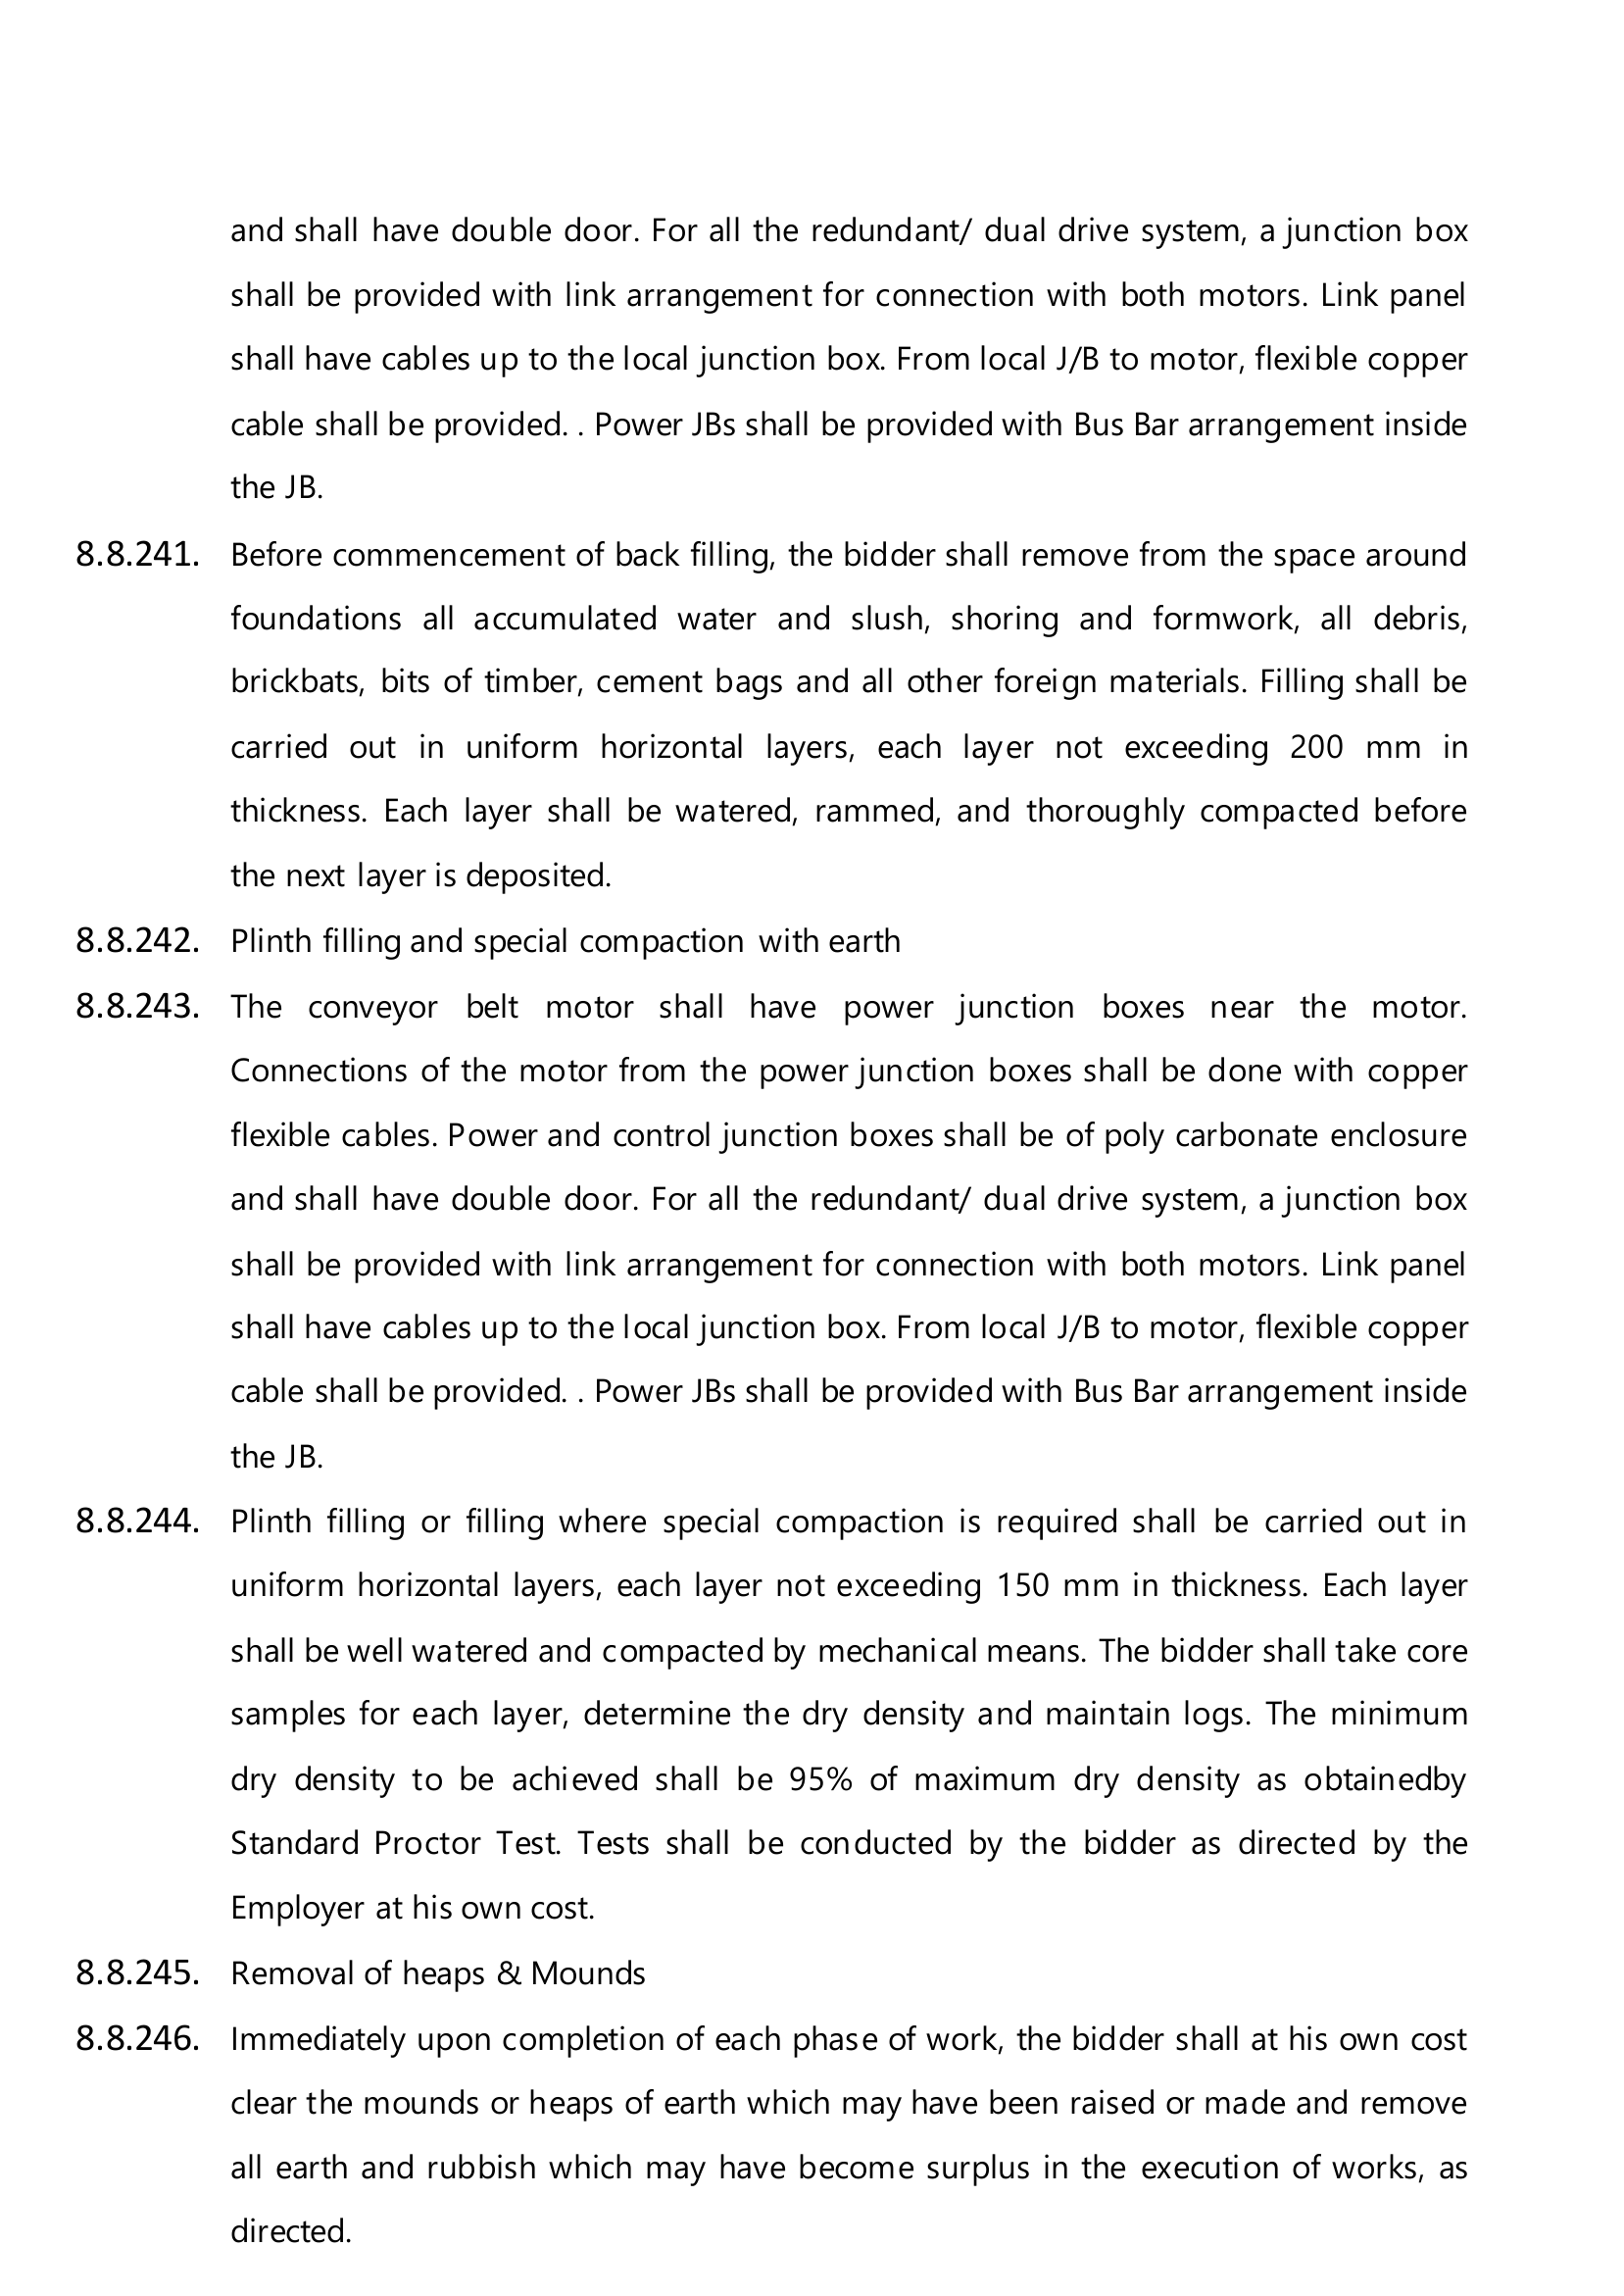 and shall have double door. For all the redundant/ dual drive system, a junction box
shall be provided with link arrangement for connection with both motors. Link panel
shall have cables up to the local junction box. From local J/B to motor, flexible copper
cable shall be provided. . Power JBs shall be provided with Bus Bar arrangement inside
the JB.
8.8.241. Before commencement of back filling, the bidder shall remove from the space around
foundations all accumulated water and slush, shoring and formwork, all debris,
brickbats, bits of timber, cement bags and all other foreign materials. Filling shall be
carried out in uniform horizontal layers, each layer not exceeding 200 mm in
thickness. Each layer shall be watered, rammed, and thoroughly compacted before
the next layer is deposited.
8.8.242. Plinth filling and special compaction with earth
8.8.243. The conveyor belt motor shall have power junction boxes near the motor.
Connections of the motor from the power junction boxes shall be done with copper
flexible cables. Power and control junction boxes shall be of poly carbonate enclosure
and shall have double door. For all the redundant/ dual drive system, a junction box
shall be provided with link arrangement for connection with both motors. Link panel
shall have cables up to the local junction box. From local J/B to motor, flexible copper
cable shall be provided. . Power JBs shall be provided with Bus Bar arrangement inside
the JB.
8.8.244. Plinth filling or filling where special compaction is required shall be carried out in
uniform horizontal layers, each layer not exceeding 150 mm in thickness. Each layer
shall be well watered and compacted by mechanical means. The bidder shall take core
samples for each layer, determine the dry density and maintain logs. The minimum
dry density to be achieved shall be 95% of maximum dry density as obtainedby
Standard Proctor Test. Tests shall be conducted by the bidder as directed by the
Employer at his own cost.
8.8.245. Removal of heaps & Mounds
8.8.246. Immediately upon completion of each phase of work, the bidder shall at his own cost
clear the mounds or heaps of earth which may have been raised or made and remove
all earth and rubbish which may have become surplus in the execution of works, as
directed.